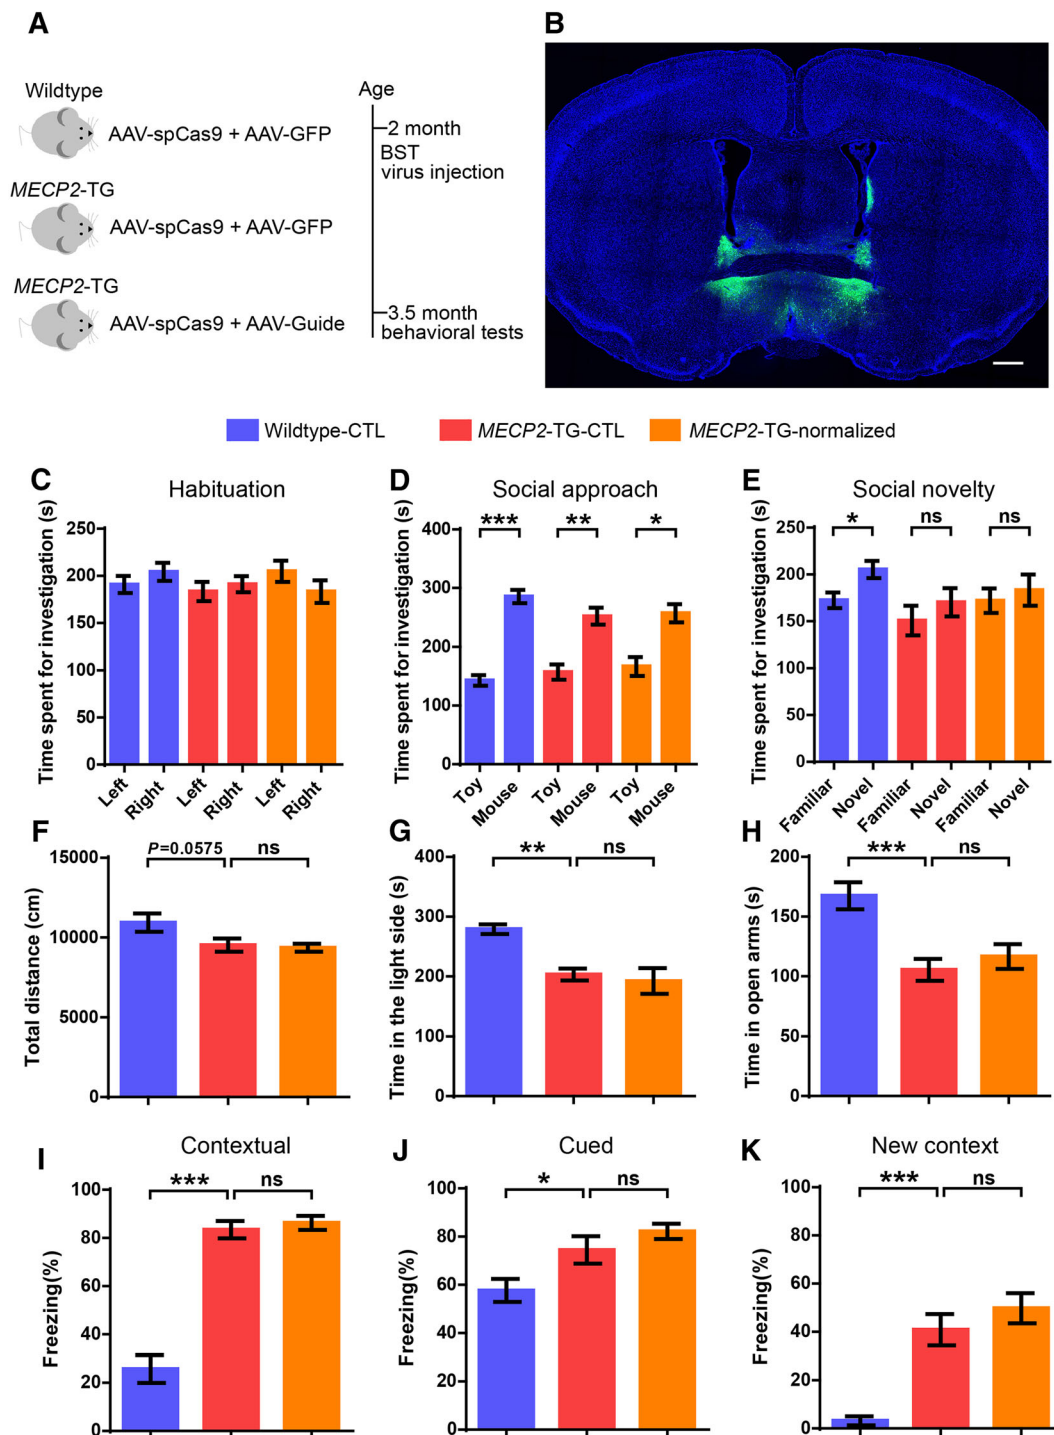 A
Wildtype
AAV-spCas9 + AAV-GFP
MECP2-TG
AAV-spCas9 + AAV-GFP
MECP2-TG
AAV-spCas9 + AAV-Guide
Age
2 month
BST
virus injection
3.5 month
behavioral tests
B
Wildtype-CTL
MECP2-TG-CTL
MECP2-TG-normalized
C
Habituation
Time spent for investigation (s)
250
200
150
100
50
0
Left
Right
Left
Right
Left
Right
D
Social approach
Time spent for investigation (s)
400
300
200
100
0
***
**
*
Toy
Mouse
Toy
Mouse
Toy
Mouse
E
Social novelty
Time spent for investigation (s)
250
200
150
100
50
0
*
ns
ns
Familiar
Novel
Familiar
Novel
Familiar
Novel
F
Total distance (cm)
15000
10000
5000
0
P=0.0575
ns
G
Time in the light side (s)
400
300
200
100
0
**
ns
H
Time in open arms (s)
200
150
100
50
0
***
ns
I
Contextual
Freezing(%)
100
80
60
40
20
0
***
ns
J
Cued
Freezing(%)
100
80
60
40
20
0
*
ns
K
New context
Freezing(%)
100
80
60
40
20
0
***
ns